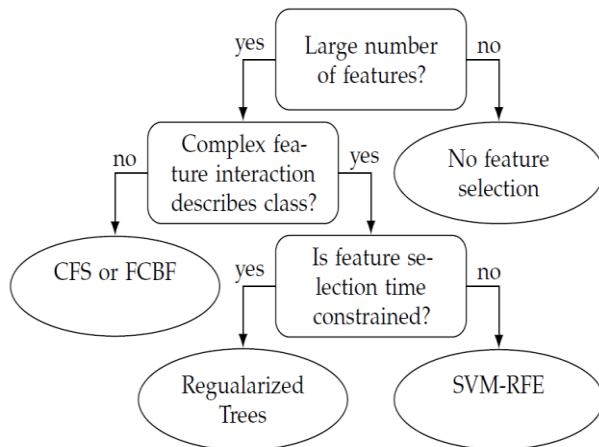 yes
Large number
of features?
no
no
Complex fea-
ture interaction
describes class?
yes
No feature
selection
CFS or FCBF
yes
Is feature se-
lection time
constrained?
no
Regualarized
Trees
SVM-RFE